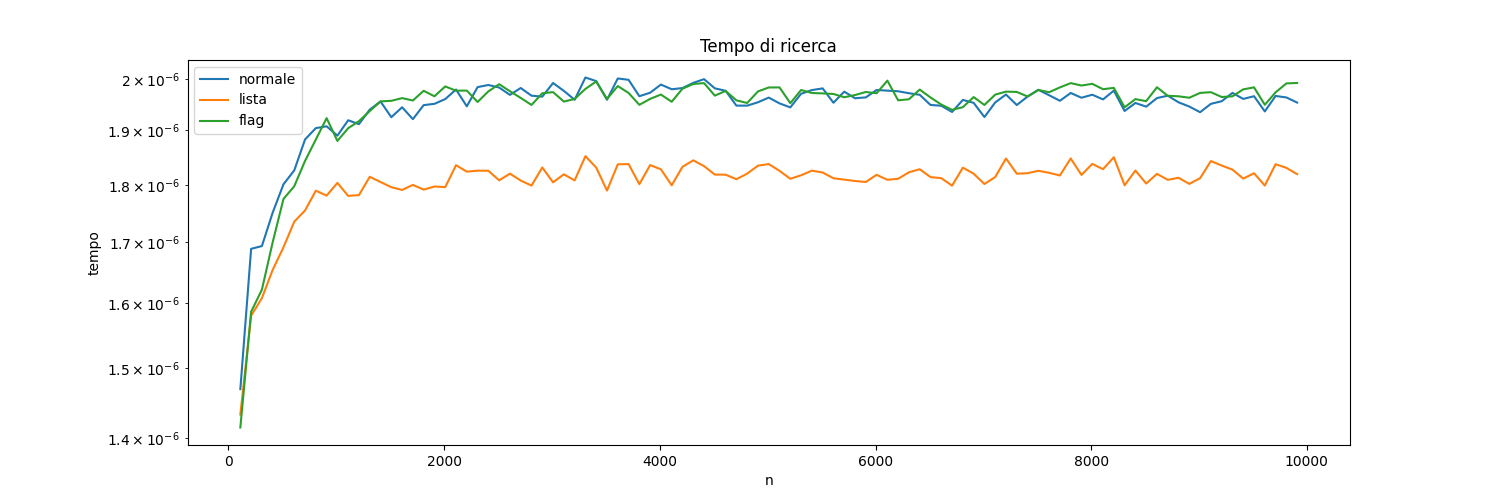 Tempo di ricerca
normale
lista
flag
tempo
2 × 10⁻⁶
1.9 × 10⁻⁶
1.8 × 10⁻⁶
1.7 × 10⁻⁶
1.6 × 10⁻⁶
1.5 × 10⁻⁶
1.4 × 10⁻⁶
0 2000 4000 6000 8000 10000
n